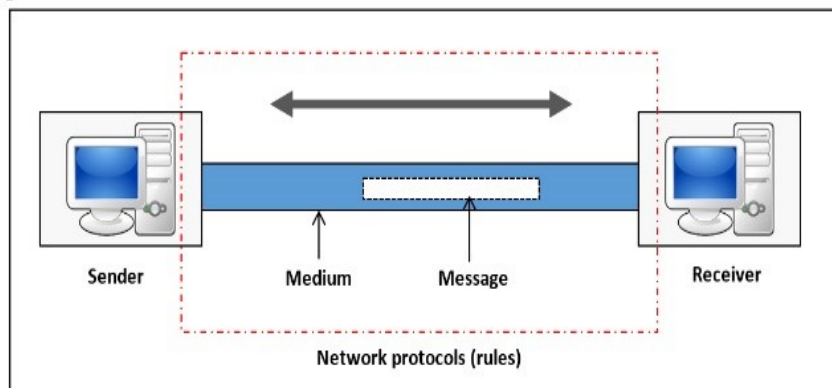 Sender
Medium
Message
Receiver
Network protocols (rules)